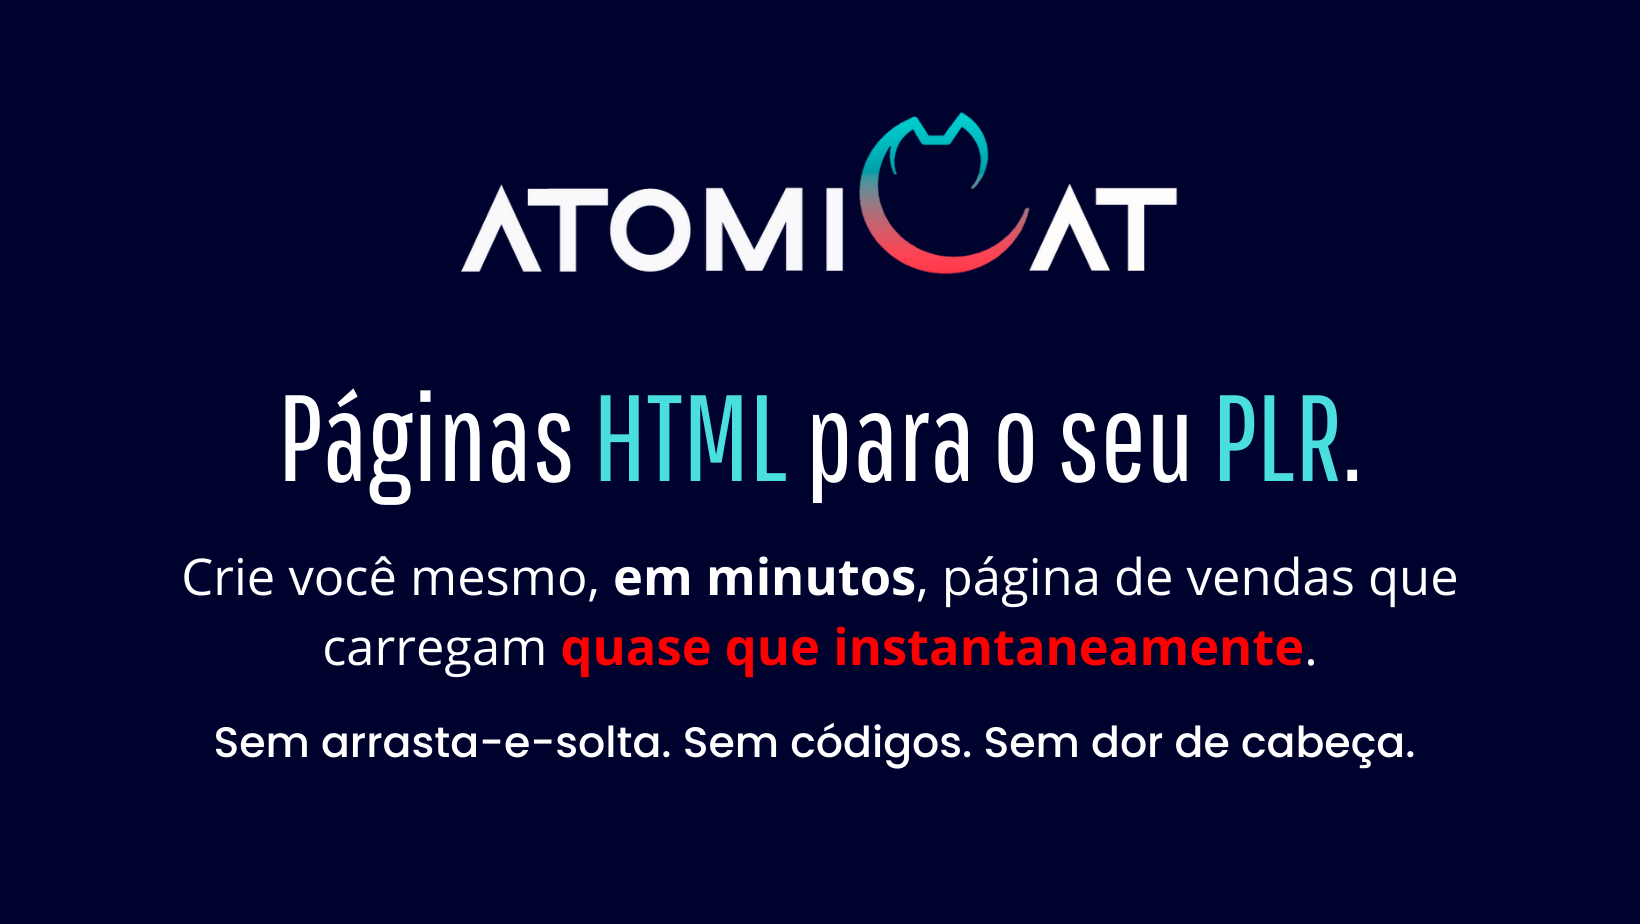 ATOMICAT
Páginas HTML para o seu PLR.
Crie você mesmo, em minutos, página de vendas que
carregam quase que instantaneamente.
Sem arrasta-e-solta. Sem códigos. Sem dor de cabeça.